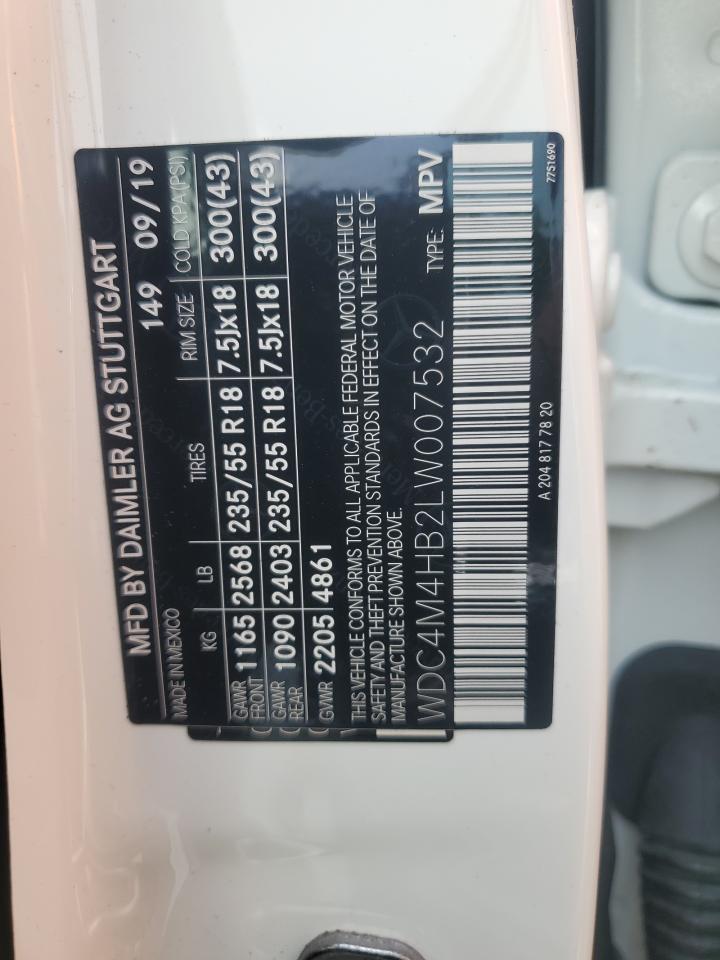 MFD BY DAIMLER AG STUTTGART
MADE IN MEXICO 149 09/19
KG LB TIRES RIM SIZE COLD KPA (PSI)
GAWR FRONT 1165 2568 235/55 R18 7.5Jx18 300(43)
GAWR REAR 1090 2403 235/55 R18 7.5Jx18 300(43)
GVWR 2205 4861
THIS VEHICLE CONFORMS TO ALL APPLICABLE FEDERAL MOTOR VEHICLE
SAFETY AND THEFT PREVENTION STANDARDS IN EFFECT ON THE DATE OF
MANUFACTURE SHOWN ABOVE.
WDC4M4HB2LW007532 TYPE: MPV
A 204 817 78 20 7751690